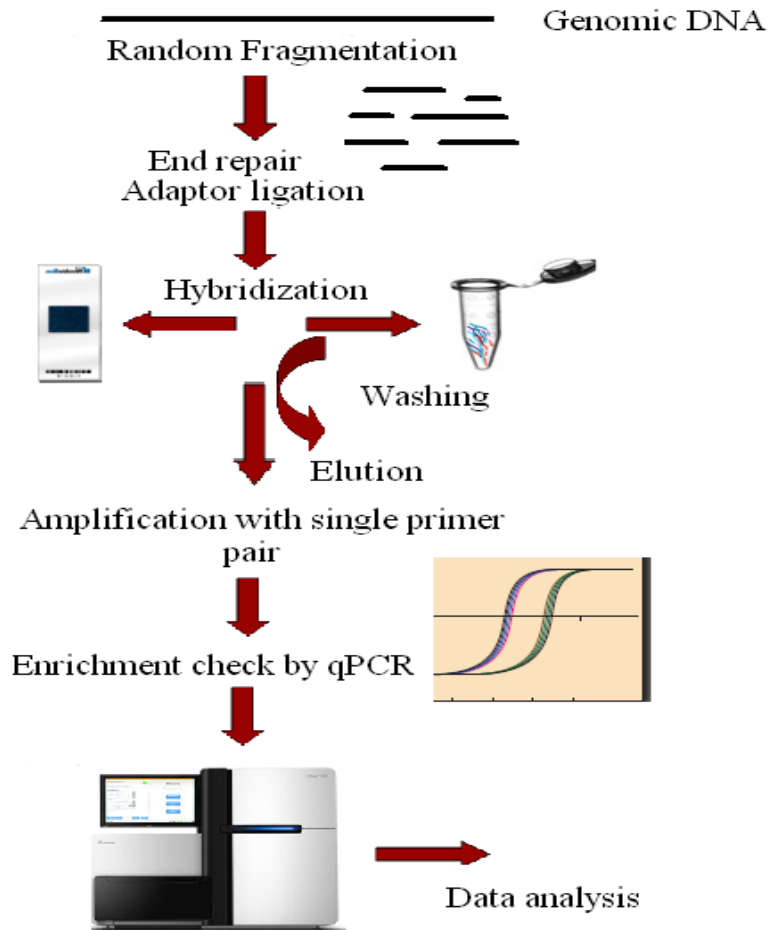 Genomic DNA
Random Fragmentation
End repair
Adaptor ligation
Hybridization
Washing
Elution
Amplification with single primer
pair
Enrichment check by qPCR
Data analysis